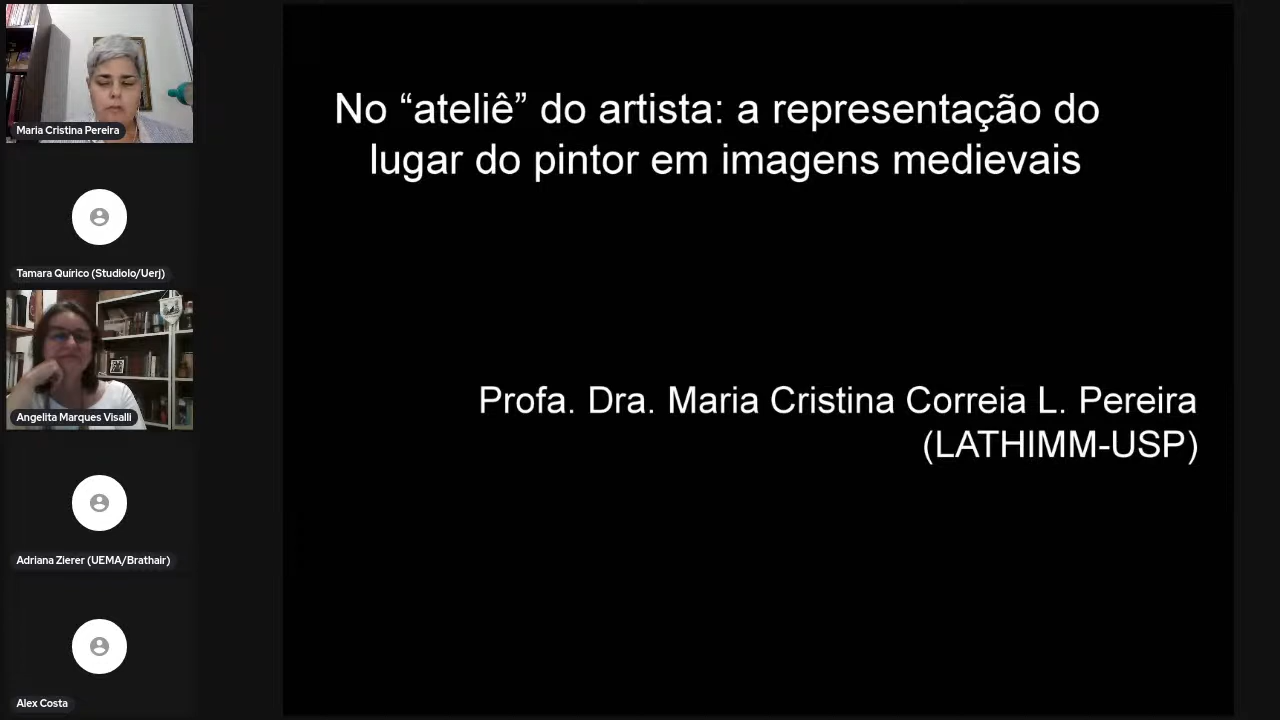 Maria Cristina Pereira
Tamara Quírico (Studiolo/Uerj)
Angelita Marques Visalli
Adriana Zierer (UEMA/Brathair)
Alex Costa
No “ateliê” do artista: a representação do
lugar do pintor em imagens medievais
Profa. Dra. Maria Cristina Correia L. Pereira
(LATHIMM-USP)